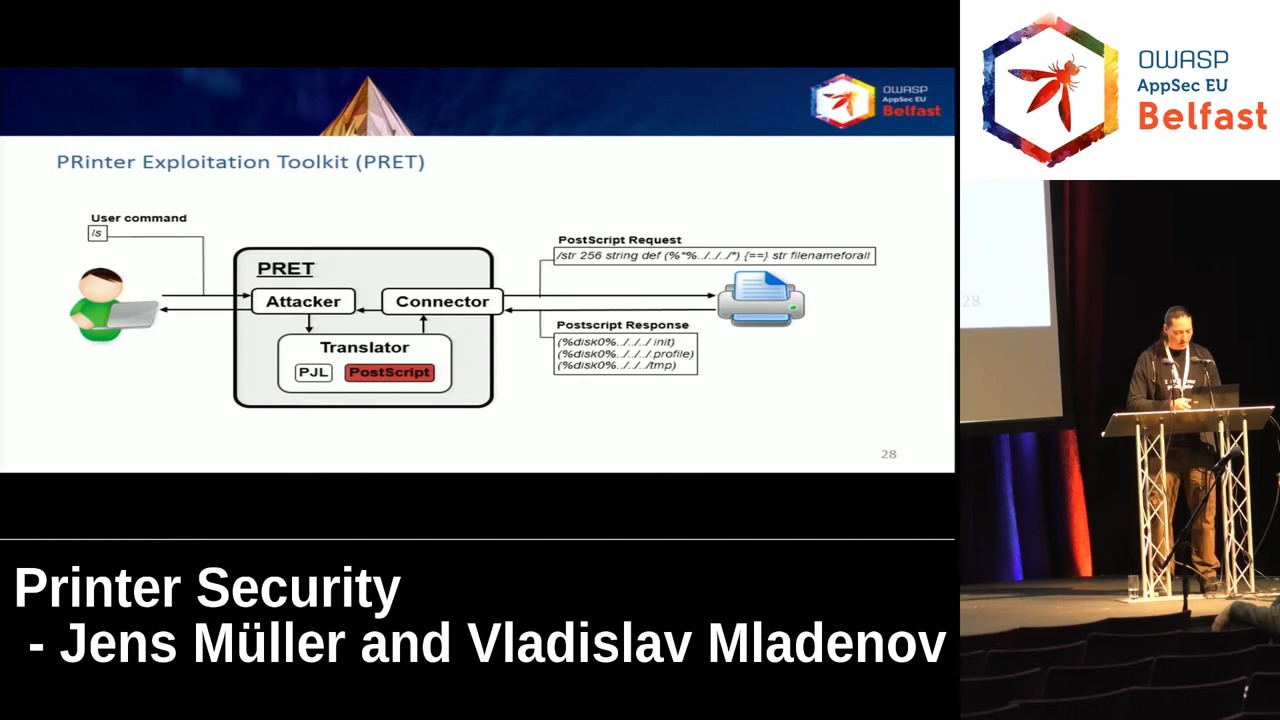 OWASP
AppSec EU
Belfast
PRinter Exploitation Toolkit (PRET)
User command
ls
PRET
Attacker
Connector
Translator
PJL
PostScript
PostScript Request
/str 256 string def (%*%../../../*) {==} str filenameforall
Postscript Response
(%disk0%../../../init)
(%disk0%../../../.profile)
(%disk0%../../../tmp)
28
OWASP
AppSec EU
Belfast
28
Printer Security
- Jens Müller and Vladislav Mladenov